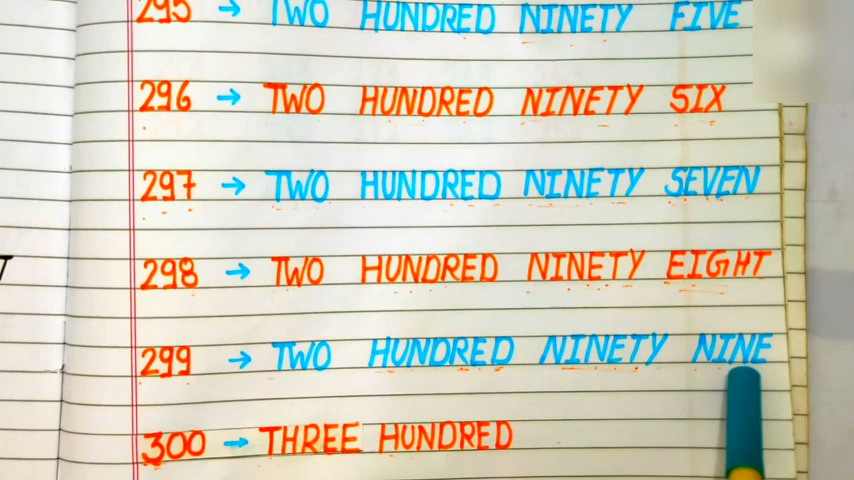 295 → TWO HUNDRED NINETY FIVE
296 → TWO HUNDRED NINETY SIX
297 → TWO HUNDRED NINETY SEVEN
298 → TWO HUNDRED NINETY EIGHT
299 → TWO HUNDRED NINETY NINE
300 → THREE HUNDRED